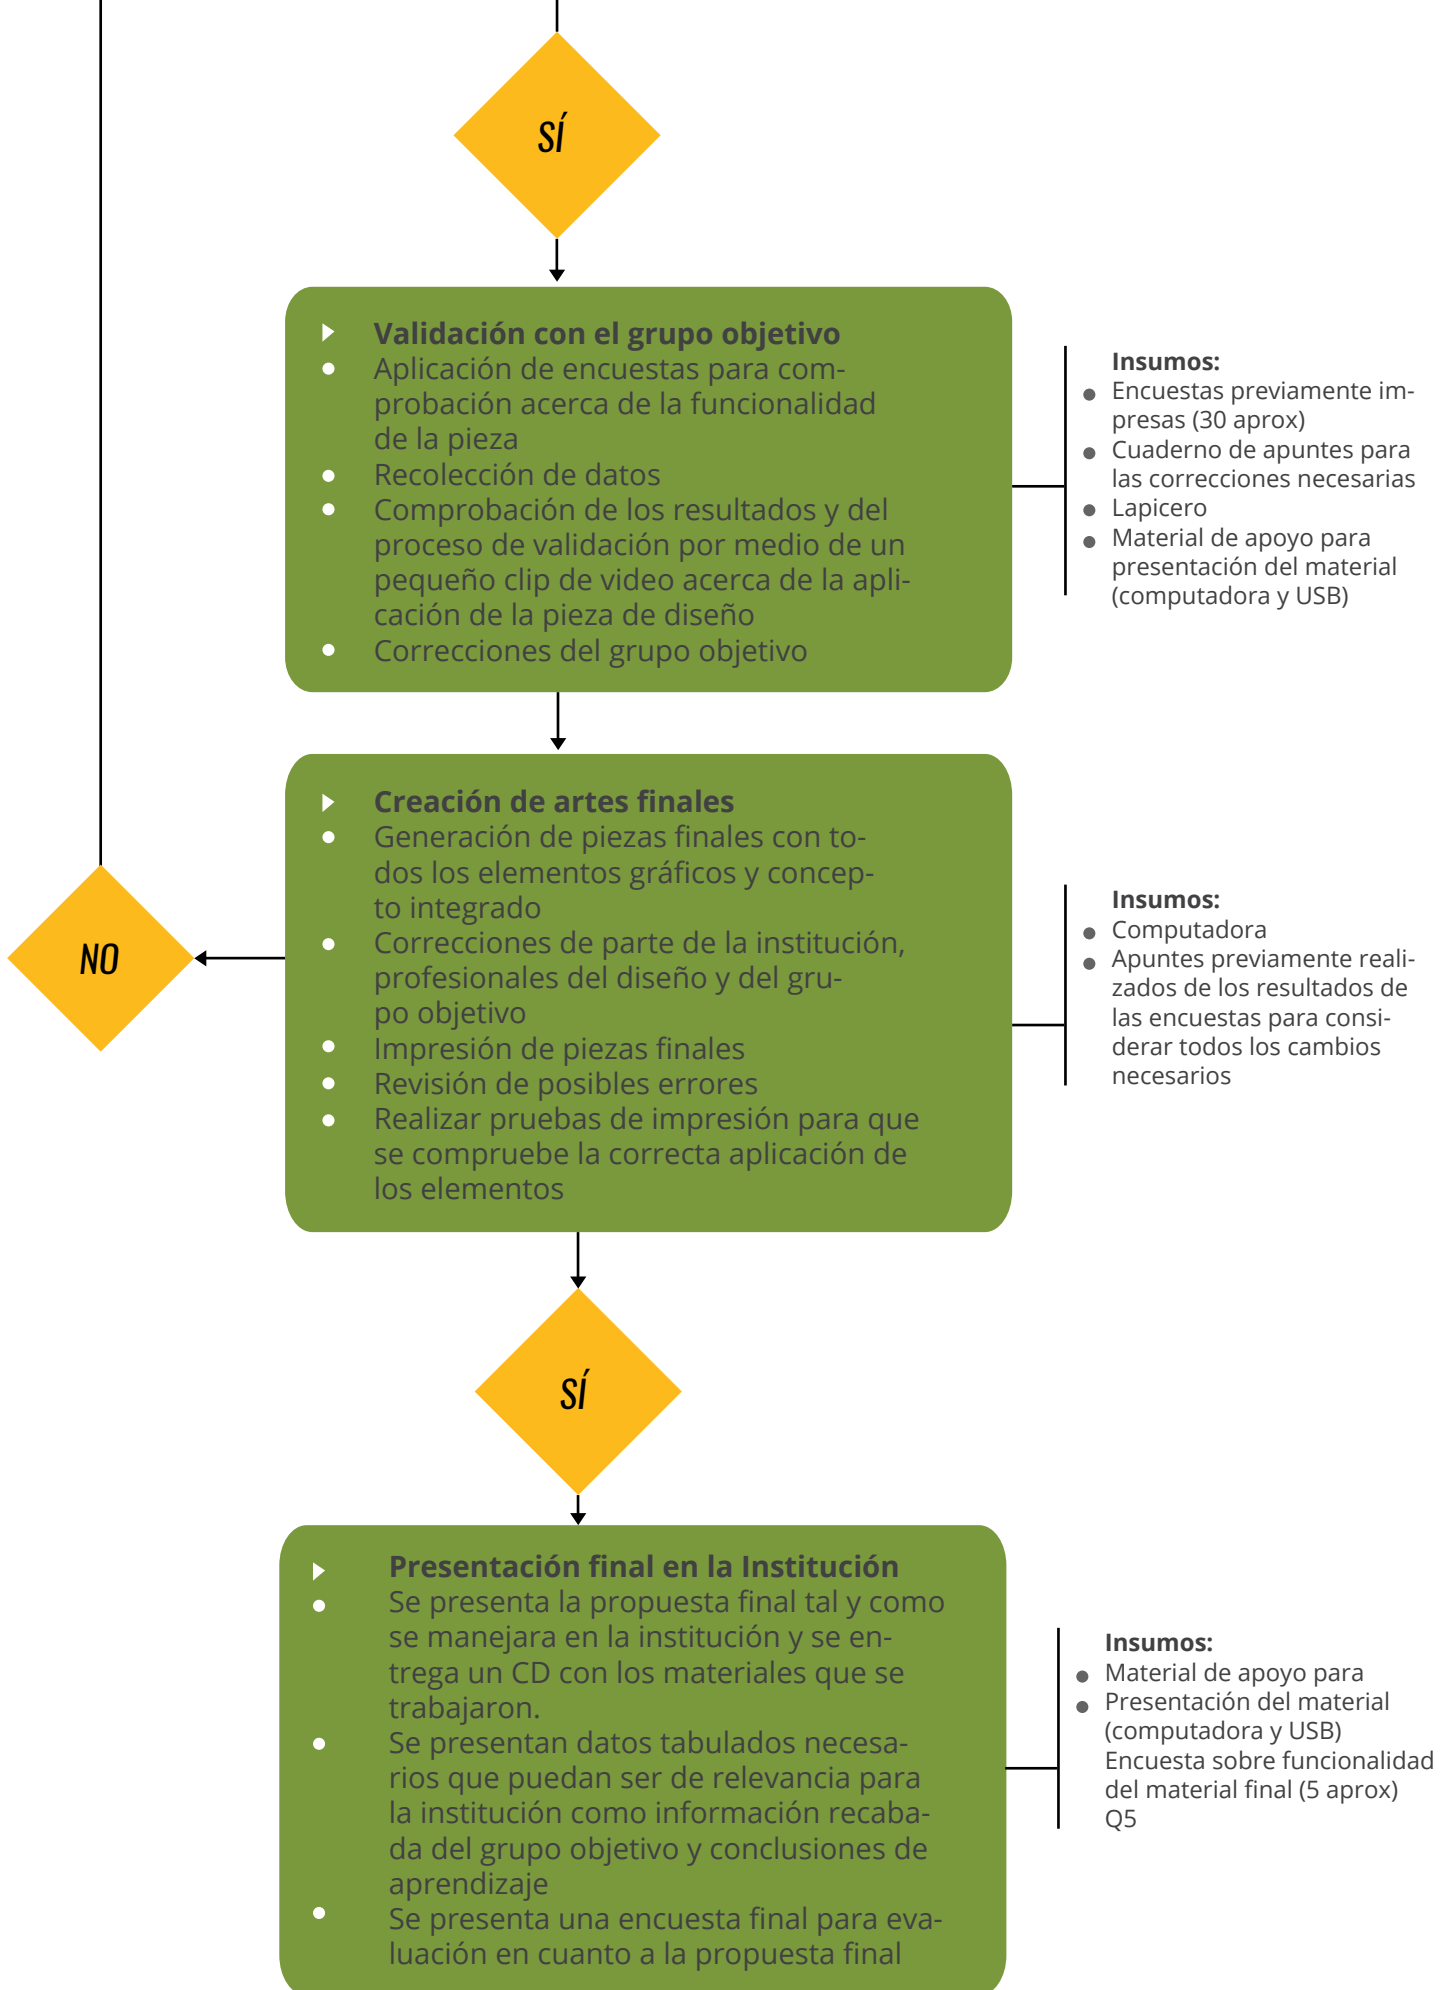 SÍ
Validación con el grupo objetivo
Aplicación de encuestas para com-
probación acerca de la funcionalidad
de la pieza
Recolección de datos
Comprobación de los resultados y del
proceso de validación por medio de un
pequeño clip de video acerca de la apli-
cación de la pieza de diseño
Correcciones del grupo objetivo
Insumos:
Encuestas previamente im-
presas (30 aprox)
Cuaderno de apuntes para
las correcciones necesarias
Lapicero
Material de apoyo para
presentación del material
(computadora y USB)
Creación de artes finales
Generación de piezas finales con to-
dos los elementos gráficos y concep-
to integrado
Correcciones de parte de la institución,
profesionales del diseño y del gru-
po objetivo
Impresión de piezas finales
Revisión de posibles errores
Realizar pruebas de impresión para que
se compruebe la correcta aplicación de
los elementos
NO
Insumos:
Computadora
Apuntes previamente reali-
zados de los resultados de
las encuestas para consi-
derar todos los cambios
necesarios
SÍ
Presentación final en la Institución
Se presenta la propuesta final tal y como
se manejara en la institución y se en-
trega un CD con los materiales que se
trabajaron.
Se presentan datos tabulados necesa-
rios que puedan ser de relevancia para
la institución como información recaba-
da del grupo objetivo y conclusiones de
aprendizaje
Se presenta una encuesta final para eva-
luación en cuanto a la propuesta final
Insumos:
Material de apoyo para
Presentación del material
(computadora y USB)
Encuesta sobre funcionalidad
del material final (5 aprox)
Q5